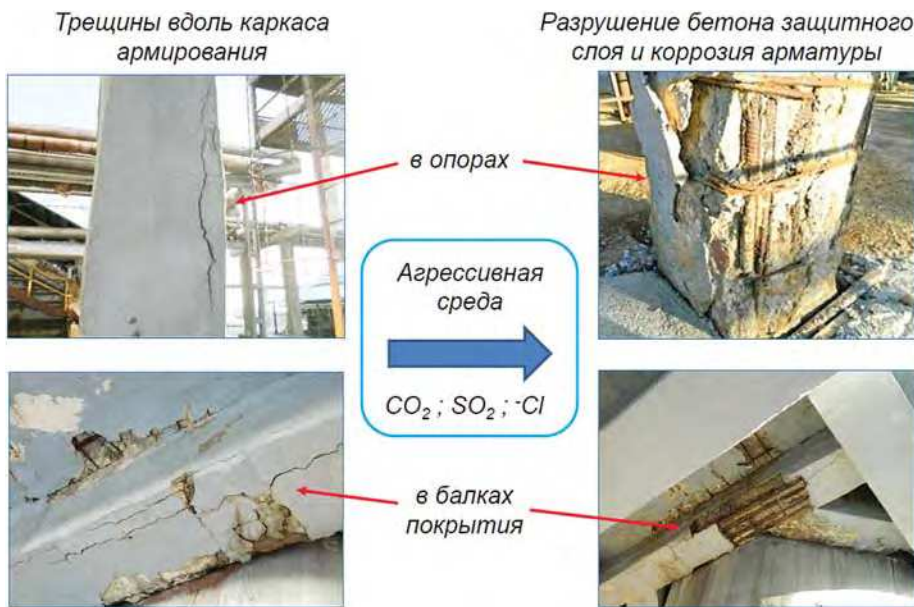 Трещины вдоль каркаса
армирования
Разрушение бетона защитного
слоя и коррозия арматуры
в опорах
Агрессивная
среда
CO₂ ; SO₂ ; ⁻Cl
в балках
покрытия